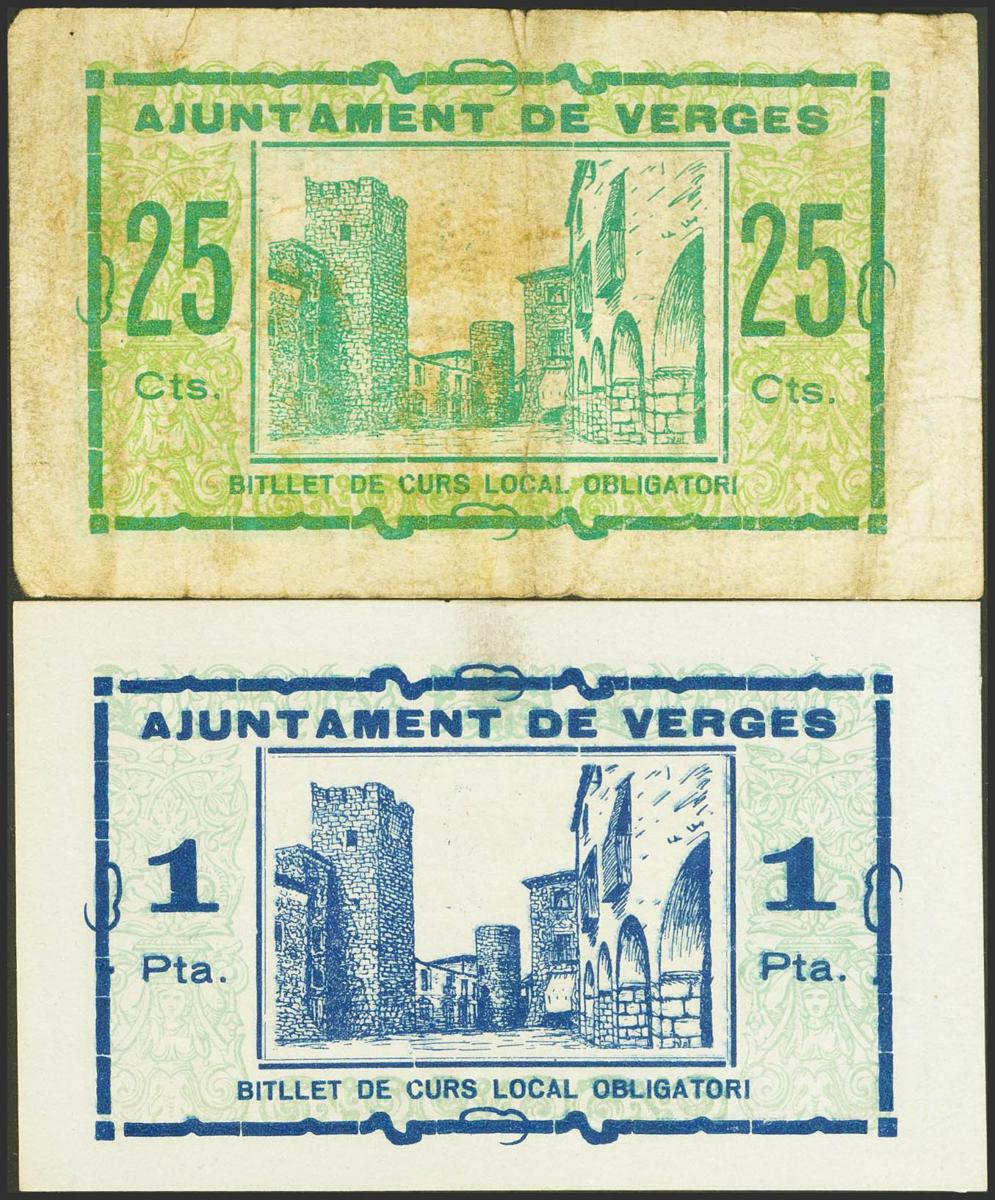 AJUNTAMENT DE VERGES
25 25
Cts. Cts.
BITLLET DE CURS LOCAL OBLIGATORI
AJUNTAMENT DE VERGES
1 1
Pta. Pta.
BITLLET DE CURS LOCAL OBLIGATORI